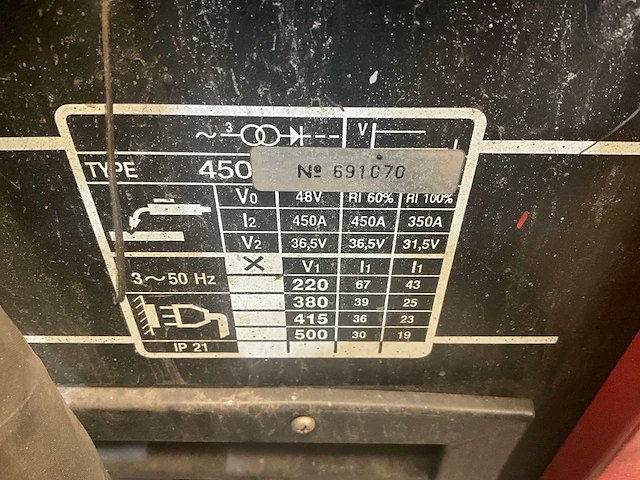 ~ 3 V
TYPE 450 Nº 691070
V0 48V RI 60% RI 100%
I2 450A 450A 350A
V2 36,5V 36,5V 31,5V
3~50 Hz X V1 I1 I1
220 67 43
380 39 25
415 36 23
500 30 19
IP 21